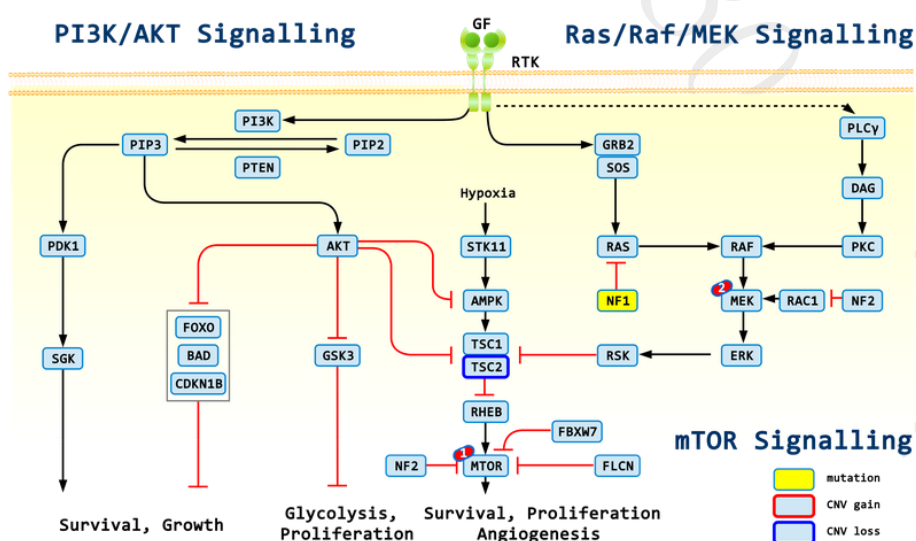 PI3K/AKT Signalling
GF
Ras/Raf/MEK Signalling
RTK
PI3K
PLCγ
PIP3
PIP2
GRB2
PTEN
SOS
DAG
Hypoxia
PDK1
AKT
STK11
RAS
RAF
PKC
2
AMPK
NF1
MEK
RAC1
NF2
FOXO
TSC1
SGK
BAD
GSK3
RSK
ERK
TSC2
CDKN1B
RHEB
FBXW7
mTOR Signalling
1
NF2
MTOR
FLCN
mutation
CNV gain
Survival, Growth
Glycolysis,
Proliferation
Survival, Proliferation
Angiogenesis
CNV loss